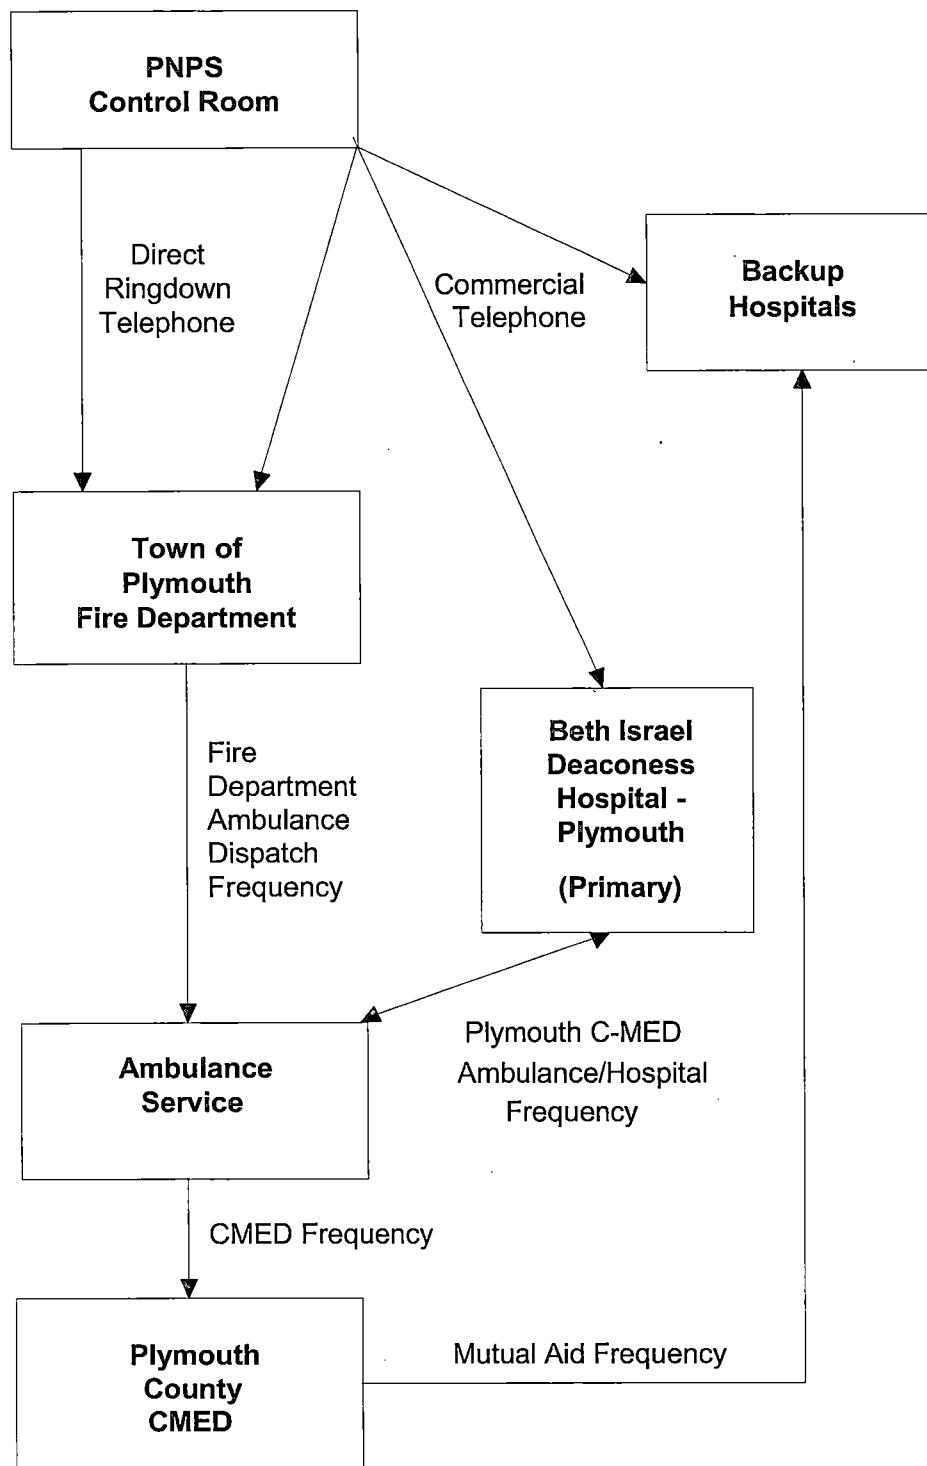 PNPS
Control Room
Direct
Ringdown
Telephone
Commercial
Telephone
Backup
Hospitals
Town of
Plymouth
Fire Department
Fire
Department
Ambulance
Dispatch
Frequency
Beth Israel
Deaconess
Hospital -
Plymouth
(Primary)
Ambulance
Service
Plymouth C-MED
Ambulance/Hospital
Frequency
CMED Frequency
Plymouth
County
CMED
Mutual Aid Frequency